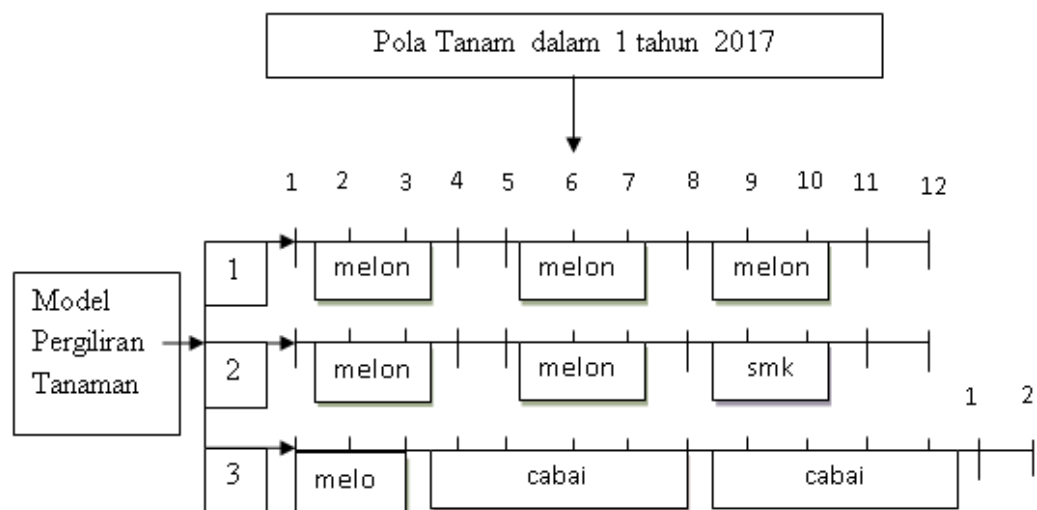 Pola Tanam dalam 1 tahun 2017
1 2 3 4 5 6 7 8 9 10 11 12
Model
Pergiliran
Tanaman
1
melon melon melon
2
melon melon smk
1 2
3
melo cabai cabai